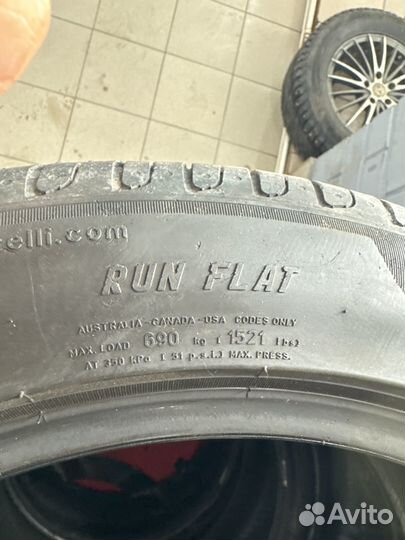 elli.com
RUN FLAT
AUSTRALIA-CANADA-USA CODES ONLY
MAX. LOAD 690 kg ( 1521 lbs)
AT 350 kPa ( 51 p.s.i.) MAX. PRESS.
Avito